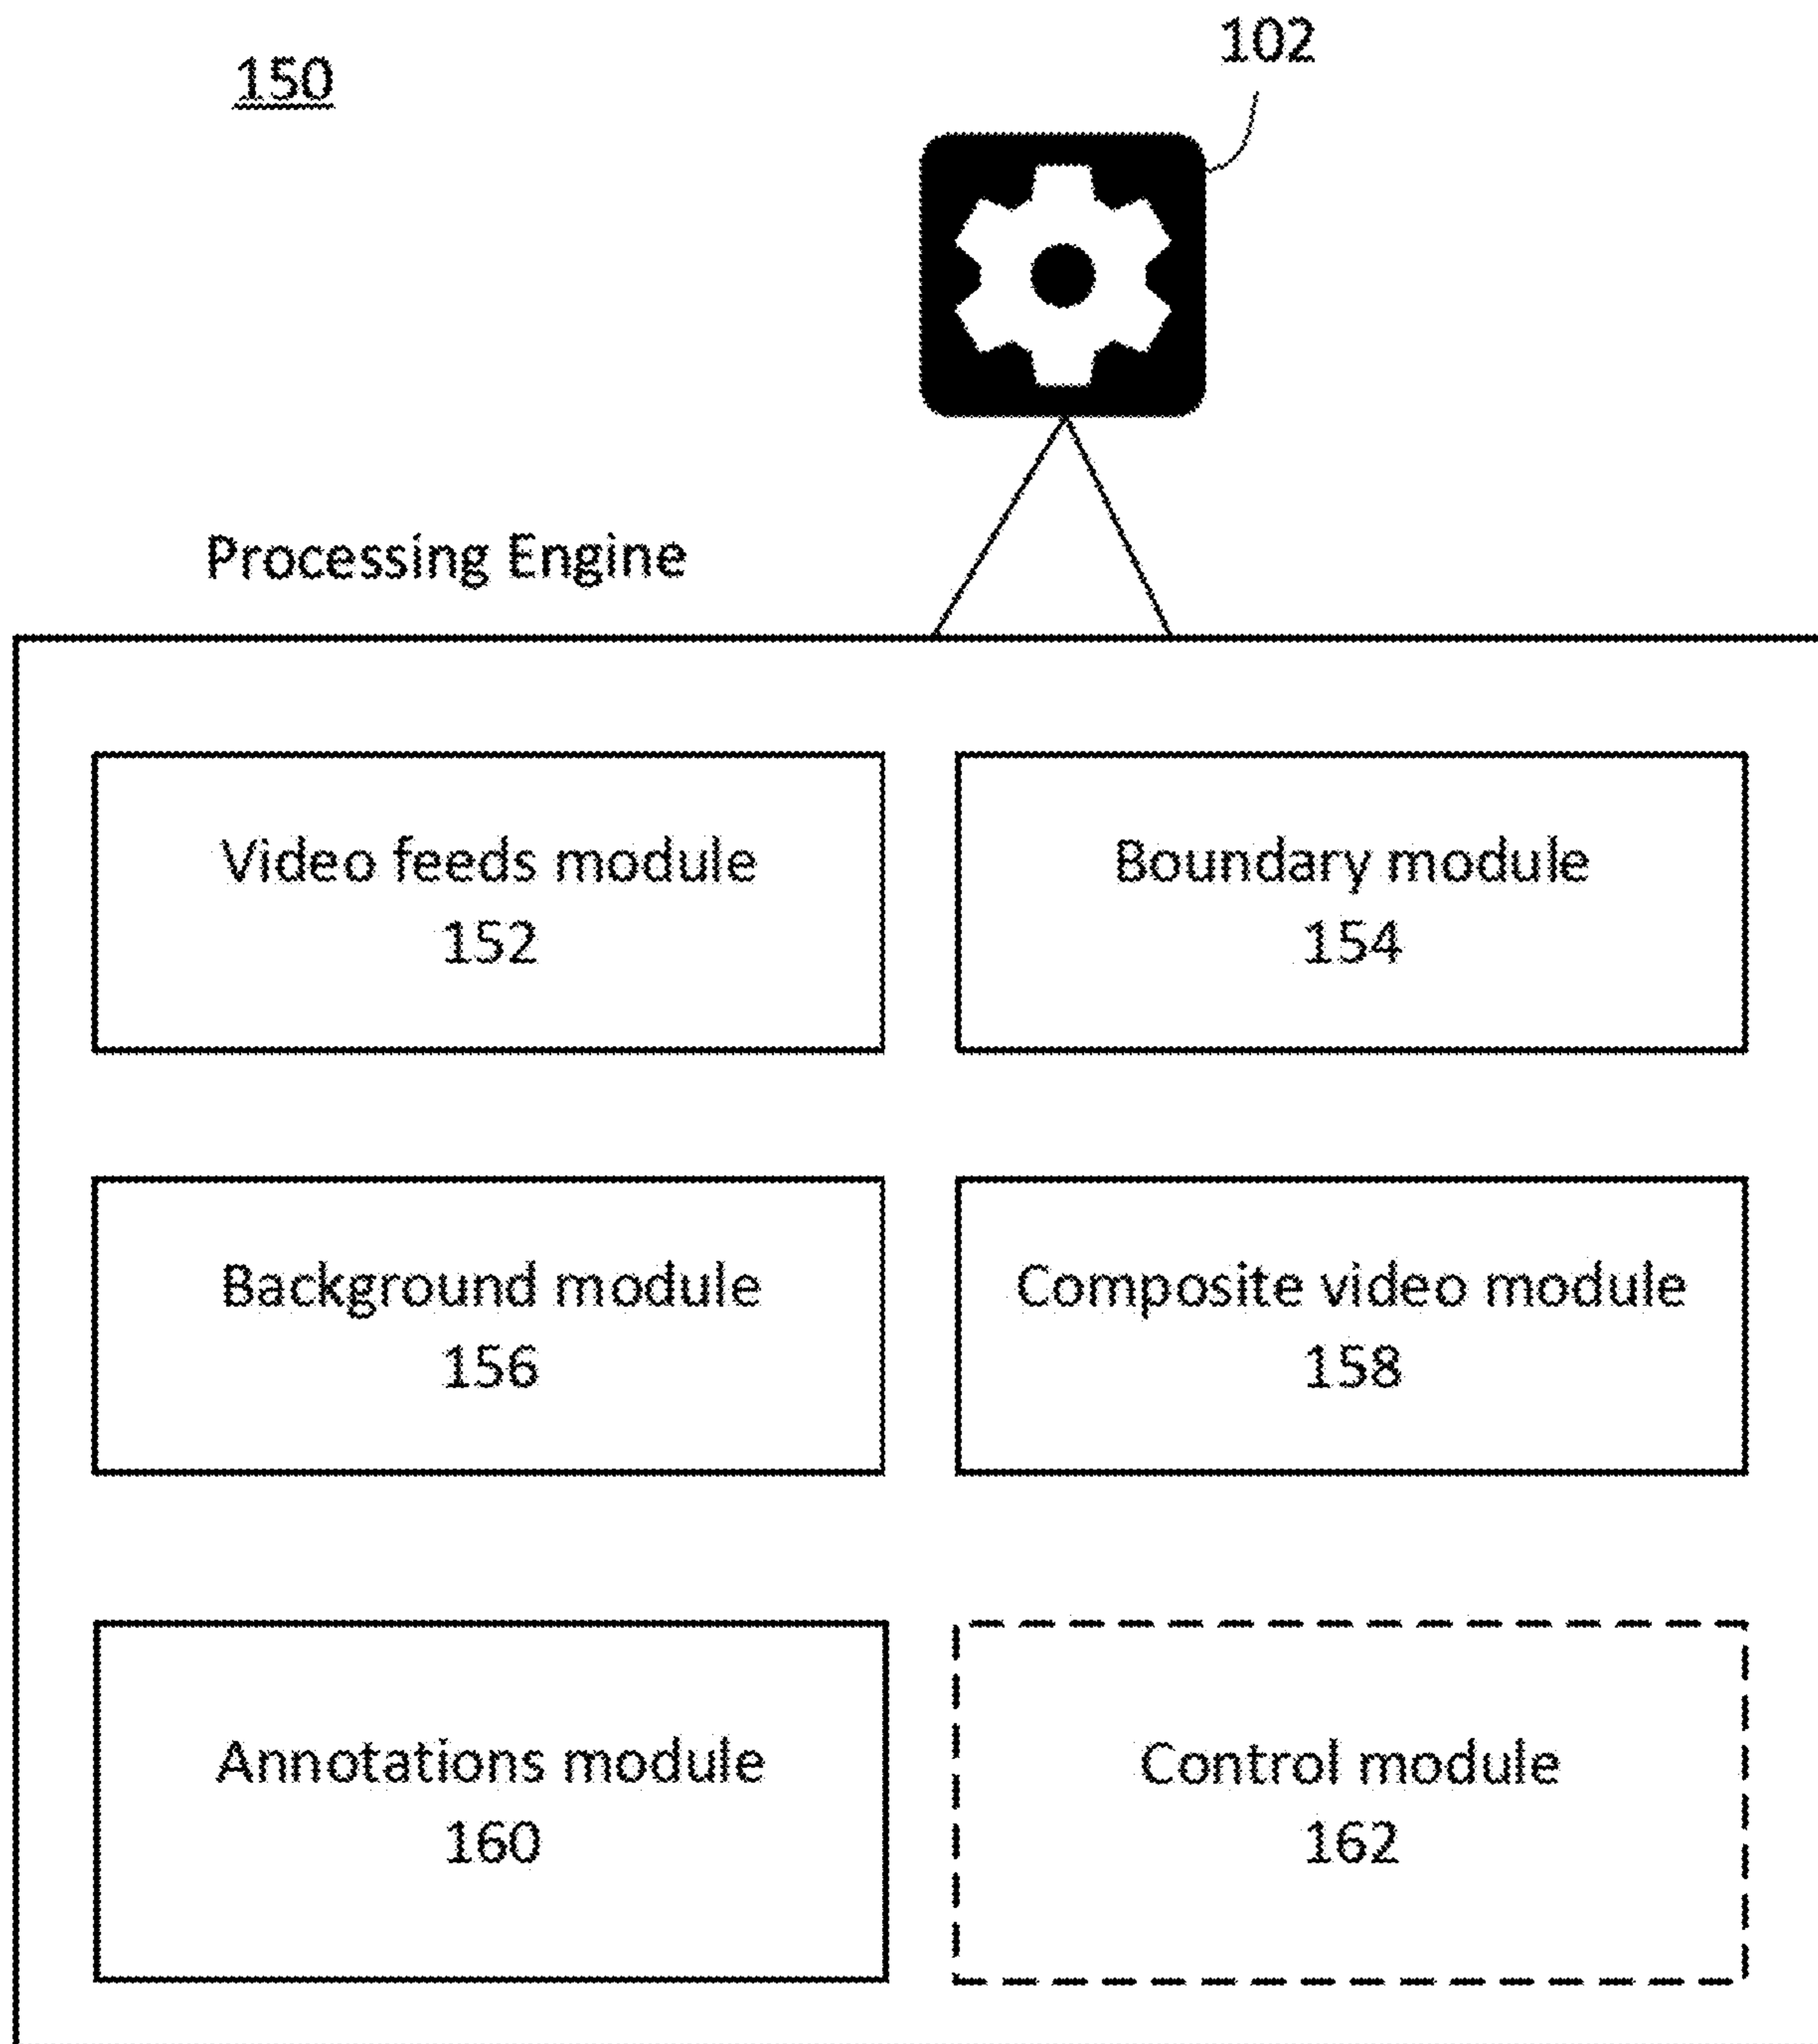 150
102
Processing Engine
Video feeds module
152
Boundary module
154
Background module
156
Composite video module
158
Annotations module
160
Control module
162